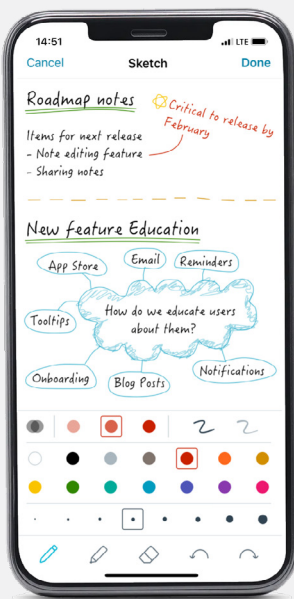 14:51
LTE
Cancel
Sketch
Done
Roadmap notes
Critical to release by
February
Items for next release
- Note editing feature
- Sharing notes
New feature Education
App Store
Email
Reminders
Tooltips
How do we educate users
about them?
Onboarding
Blog Posts
Notifications